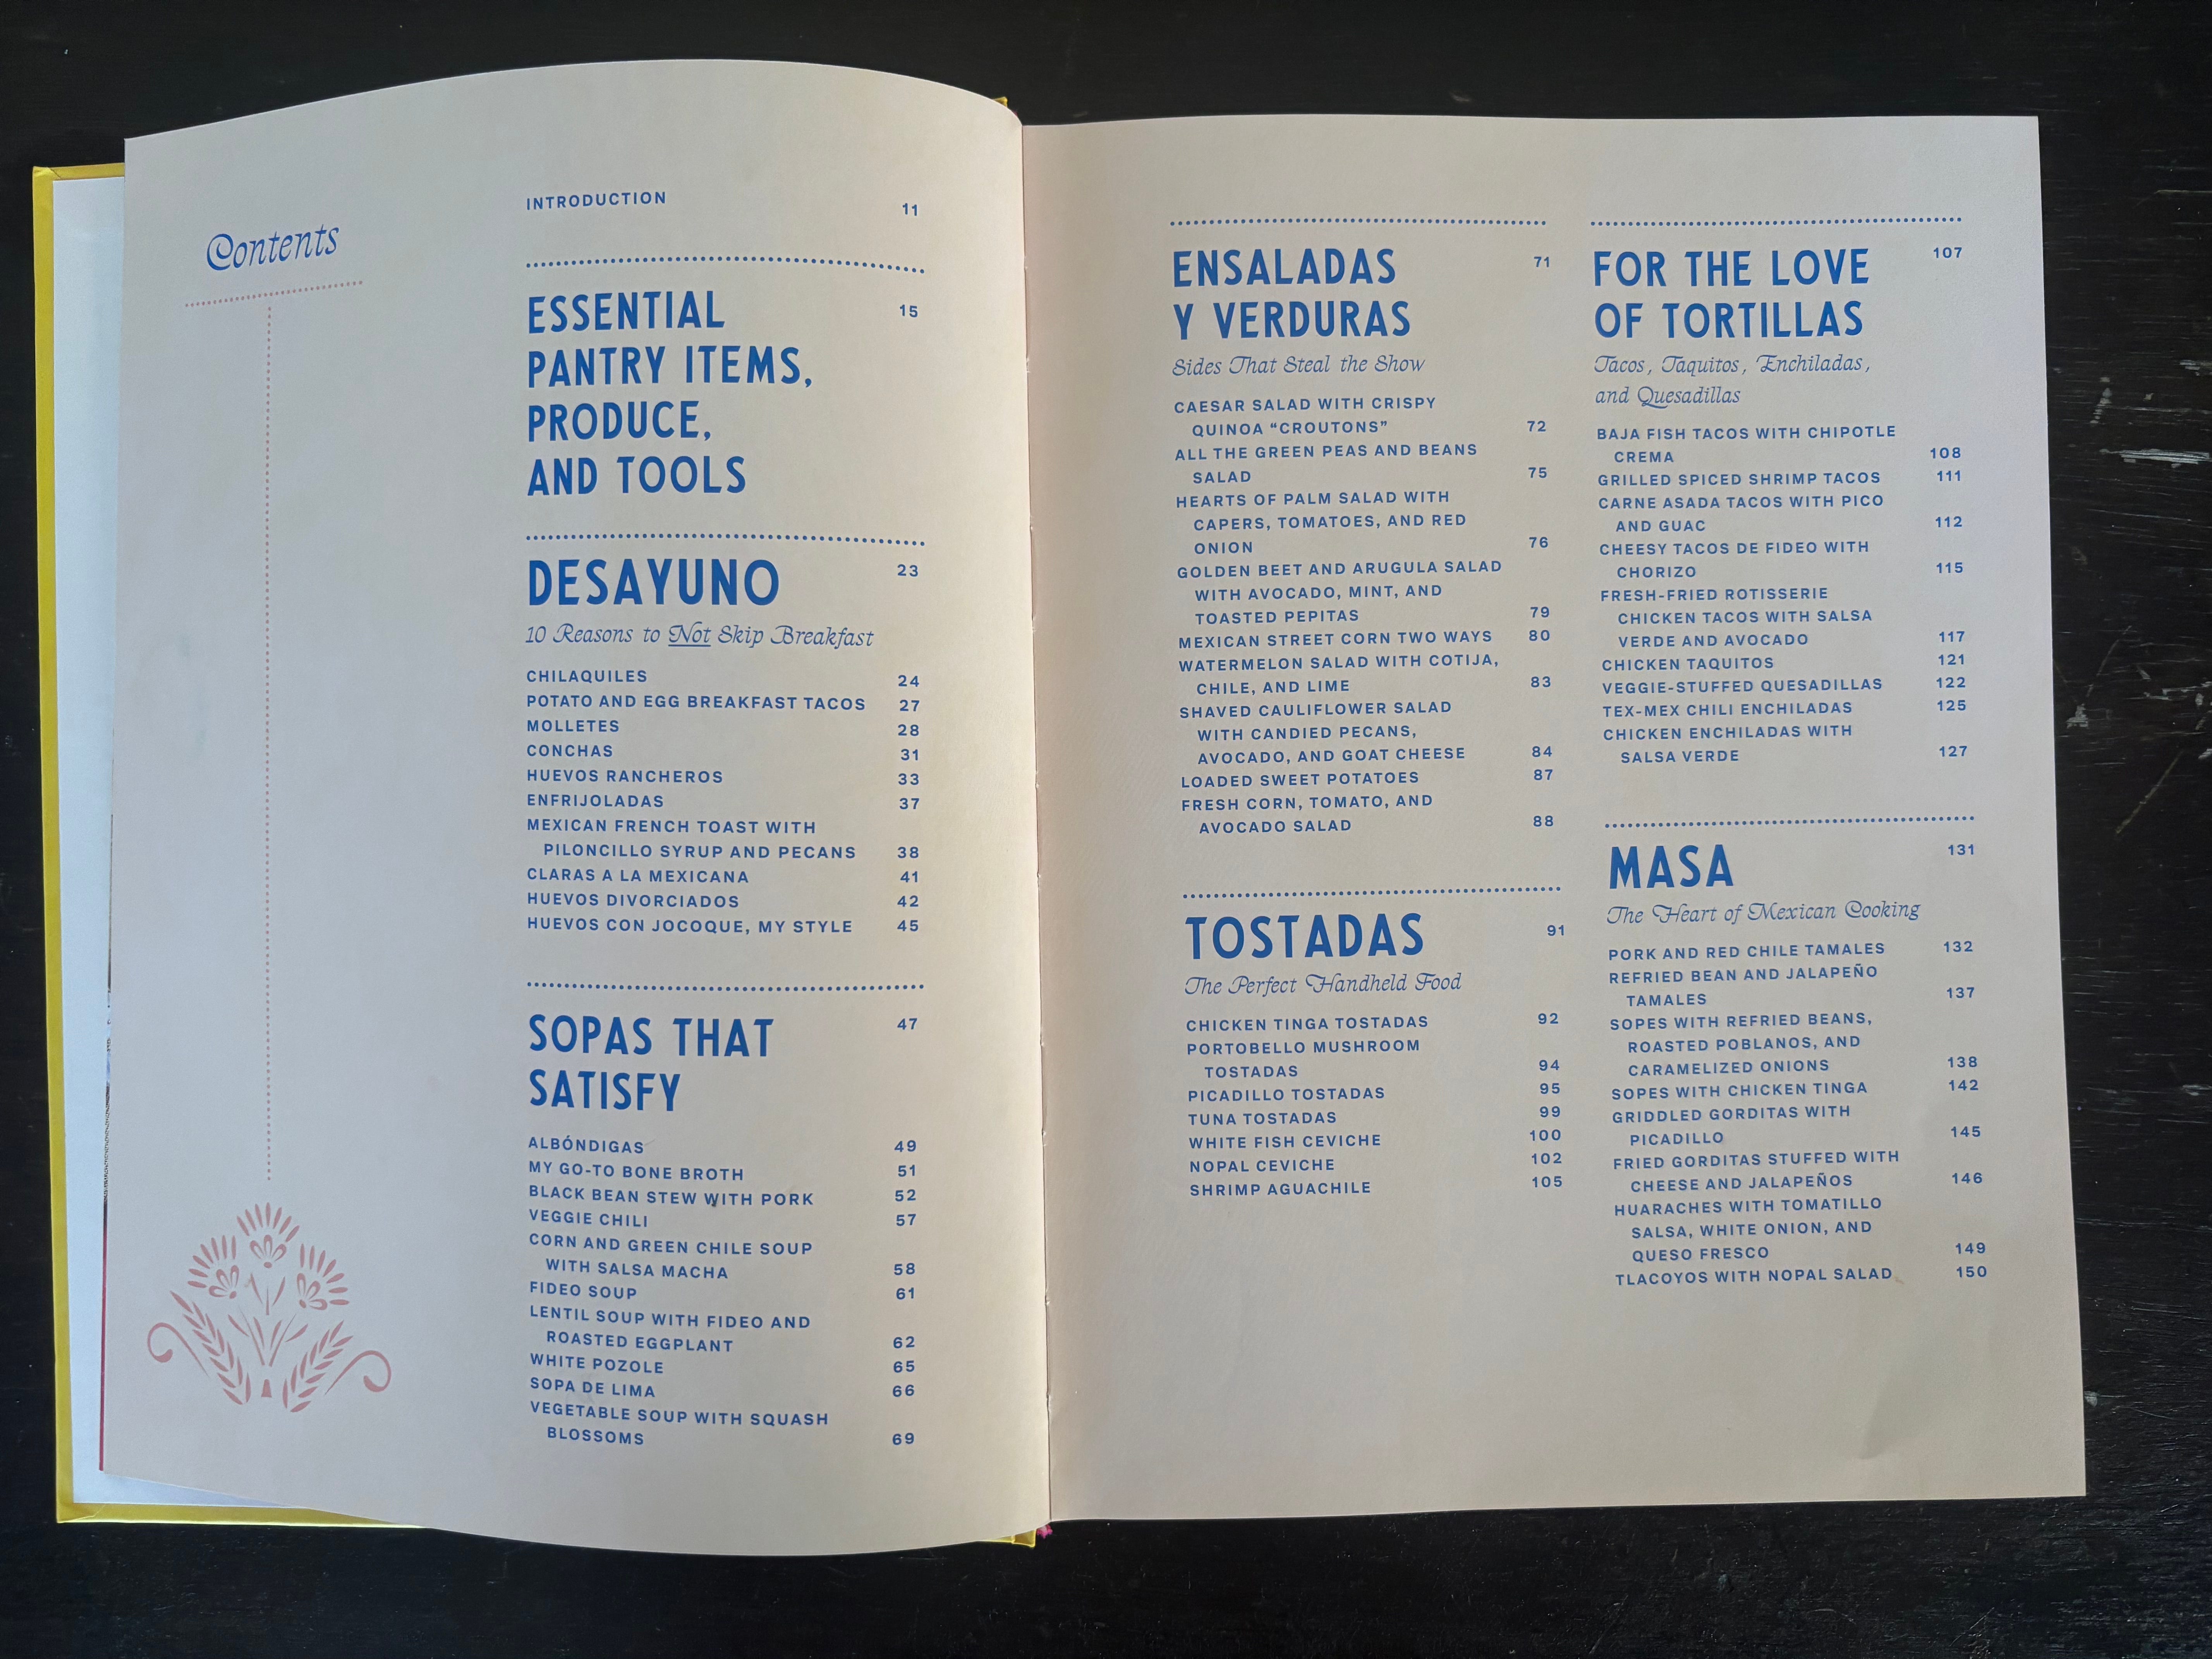 Contents
INTRODUCTION 11
ESSENTIAL 15
PANTRY ITEMS,
PRODUCE,
AND TOOLS
DESAYUNO 23
10 Reasons to Not Skip Breakfast
CHILAQUILES 24
POTATO AND EGG BREAKFAST TACOS 27
MOLLETES 28
CONCHAS 31
HUEVOS RANCHEROS 33
ENFRIJOLADAS 37
MEXICAN FRENCH TOAST WITH
PILONCILLO SYRUP AND PECANS 38
CLARAS A LA MEXICANA 41
HUEVOS DIVORCIADOS 42
HUEVOS CON JOCOQUE, MY STYLE 45
SOPAS THAT 47
SATISFY
ALBÓNDIGAS 49
MY GO-TO BONE BROTH 51
BLACK BEAN STEW WITH PORK 52
VEGGIE CHILI 57
CORN AND GREEN CHILE SOUP
WITH SALSA MACHA 58
FIDEO SOUP 61
LENTIL SOUP WITH FIDEO AND
ROASTED EGGPLANT 62
WHITE POZOLE 65
SOPA DE LIMA 66
VEGETABLE SOUP WITH SQUASH
BLOSSOMS 69
ENSALADAS 71
Y VERDURAS
Sides That Steal the Show
CAESAR SALAD WITH CRISPY
QUINOA “CROUTONS” 72
ALL THE GREEN PEAS AND BEANS
SALAD 75
HEARTS OF PALM SALAD WITH
CAPERS, TOMATOES, AND RED
ONION 76
GOLDEN BEET AND ARUGULA SALAD
WITH AVOCADO, MINT, AND
TOASTED PEPITAS 79
MEXICAN STREET CORN TWO WAYS 80
WATERMELON SALAD WITH COTIJA,
CHILE, AND LIME 83
SHAVED CAULIFLOWER SALAD
WITH CANDIED PECANS,
AVOCADO, AND GOAT CHEESE 84
LOADED SWEET POTATOES 87
FRESH CORN, TOMATO, AND
AVOCADO SALAD 88
TOSTADAS 91
The Perfect Handheld Food
CHICKEN TINGA TOSTADAS 92
PORTOBELLO MUSHROOM
TOSTADAS 94
PICADILLO TOSTADAS 95
TUNA TOSTADAS 99
WHITE FISH CEVICHE 100
NOPAL CEVICHE 102
SHRIMP AGUACHILE 105
FOR THE LOVE 107
OF TORTILLAS
Tacos, Taquitos, Enchiladas,
and Quesadillas
BAJA FISH TACOS WITH CHIPOTLE
CREMA 108
GRILLED SPICED SHRIMP TACOS 111
CARNE ASADA TACOS WITH PICO
AND GUAC 112
CHEESY TACOS DE FIDEO WITH
CHORIZO 115
FRESH-FRIED ROTISSERIE
CHICKEN TACOS WITH SALSA
VERDE AND AVOCADO 117
CHICKEN TAQUITOS 121
VEGGIE-STUFFED QUESADILLAS 122
TEX-MEX CHILI ENCHILADAS 125
CHICKEN ENCHILADAS WITH
SALSA VERDE 127
MASA 131
The Heart of Mexican Cooking
PORK AND RED CHILE TAMALES 132
REFRIED BEAN AND JALAPEÑO
TAMALES 137
SOPES WITH REFRIED BEANS,
ROASTED POBLANOS, AND
CARAMELIZED ONIONS 138
SOPES WITH CHICKEN TINGA 142
GRIDDLED GORDITAS WITH
PICADILLO 145
FRIED GORDITAS STUFFED WITH
CHEESE AND JALAPEÑOS 146
HUARACHES WITH TOMATILLO
SALSA, WHITE ONION, AND
QUESO FRESCO 149
TLACOYOS WITH NOPAL SALAD 150